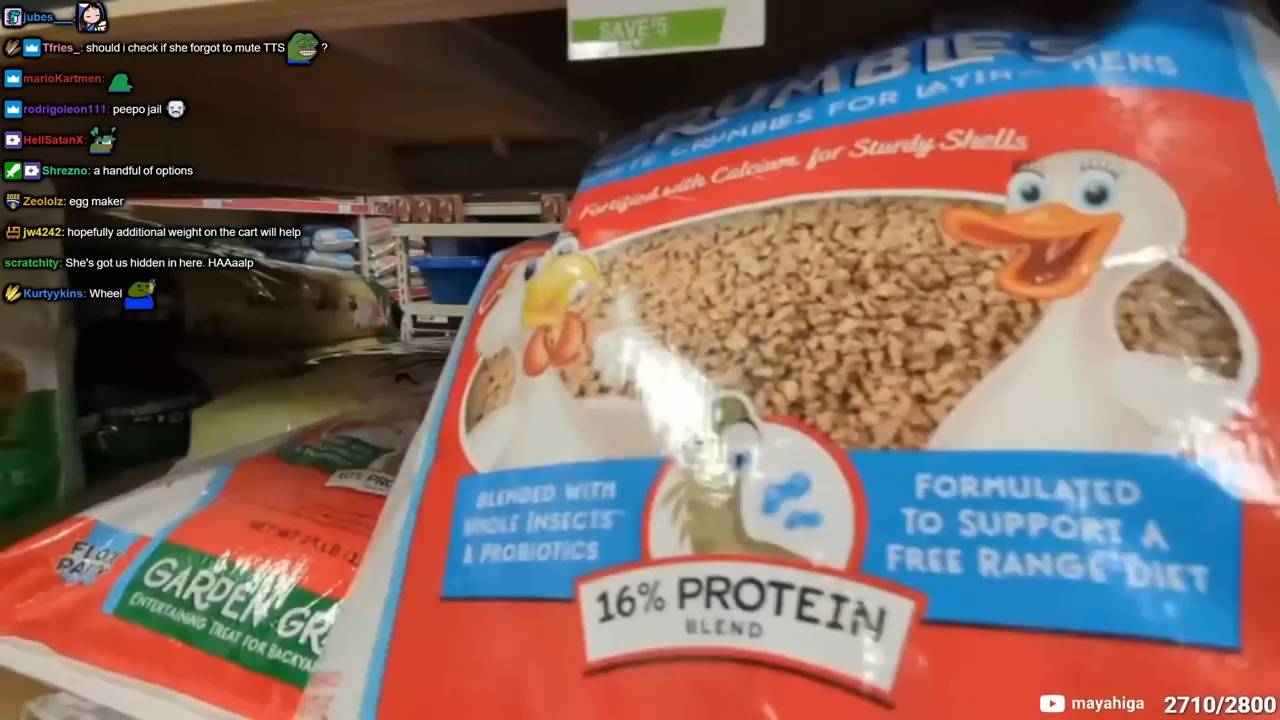 jubes___:
Tfries_: should i check if she forgot to mute TTS ?
marioKartmen:
rodrigoleon111: peepo jail
HellSatanX:
Shrezno: a handful of options
Zeololz: egg maker
jw4242: hopefully additional weight on the cart will help
scratchity: She's got us hidden in here. HAAaalp
Kurtyykins: Wheel
SAVE $5
CRUMBLES
CRUMBLES FOR LAYING HENS
Fortified with Calcium for Sturdy Shells
BLENDED WITH
WHOLE INSECTS
& PROBIOTICS
FORMULATED
TO SUPPORT A
FREE RANGE DIET
16% PROTEIN
BLEND
GARDEN GR
ENTERTAINING TREAT FOR BACKYA
mayahiga 2710/2800